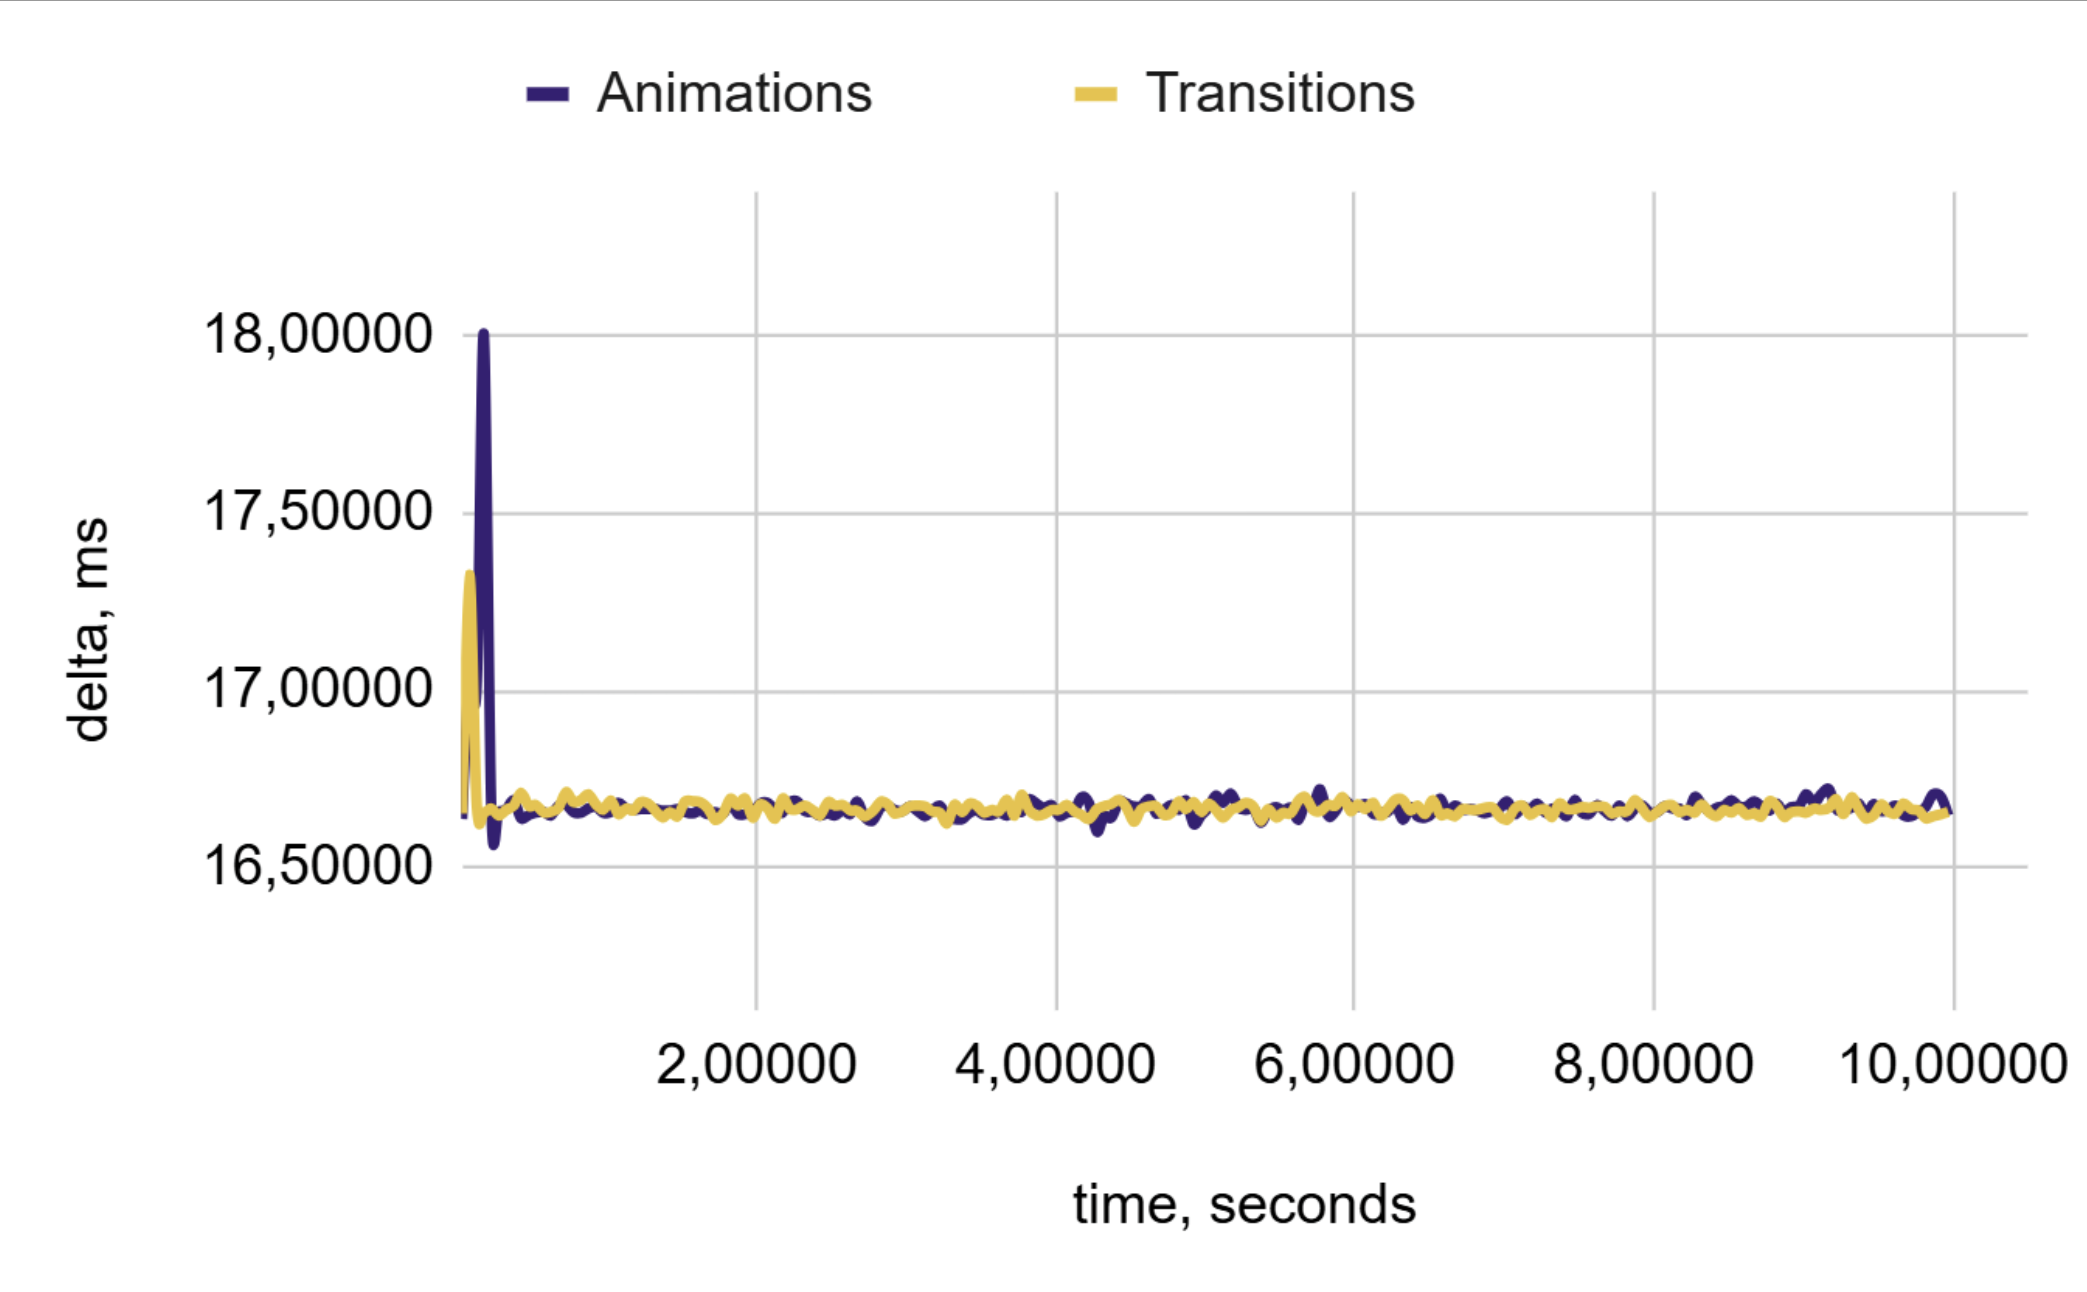 Animations Transitions
18,00000
17,50000
17,00000
16,50000
delta, ms
2,00000 4,00000 6,00000 8,00000 10,00000
time, seconds